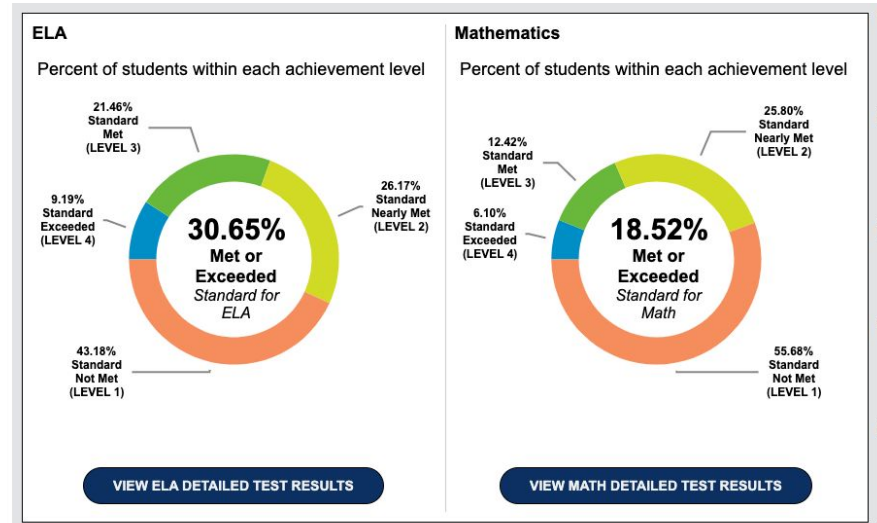 ELA
Percent of students within each achievement level
21.46%
Standard
Met
(LEVEL 3)
9.19%
Standard
Exceeded
(LEVEL 4)
26.17%
Standard
Nearly Met
(LEVEL 2)
30.65%
Met or
Exceeded
Standard for
ELA
43.18%
Standard
Not Met
(LEVEL 1)
VIEW ELA DETAILED TEST RESULTS
Mathematics
Percent of students within each achievement level
25.80%
Standard
Nearly Met
(LEVEL 2)
12.42%
Standard
Met
(LEVEL 3)
6.10%
Standard
Exceeded
(LEVEL 4)
18.52%
Met or
Exceeded
Standard for
Math
55.68%
Standard
Not Met
(LEVEL 1)
VIEW MATH DETAILED TEST RESULTS